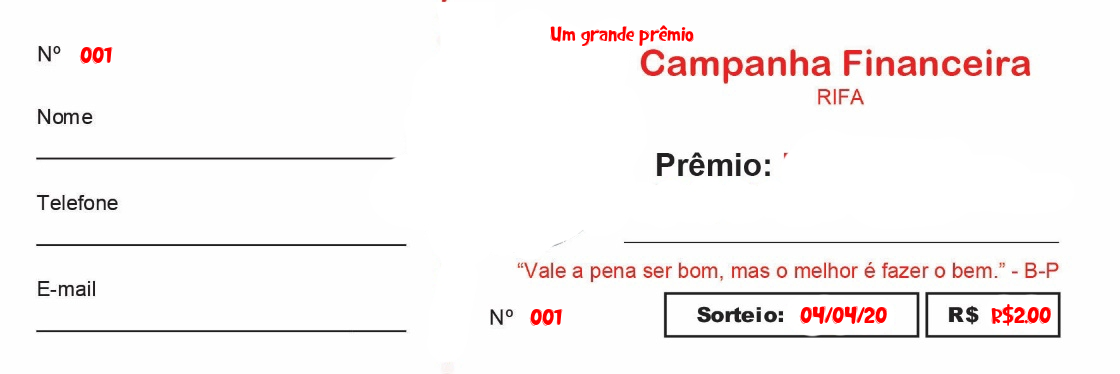 Nº 001
Nome
Telefone
E-mail
Um grande prêmio
Campanha Financeira
RIFA
Prêmio:
“Vale a pena ser bom, mas o melhor é fazer o bem.” - B-P
Nº 001
Sorteio: 04/04/20
R$ R$2.00